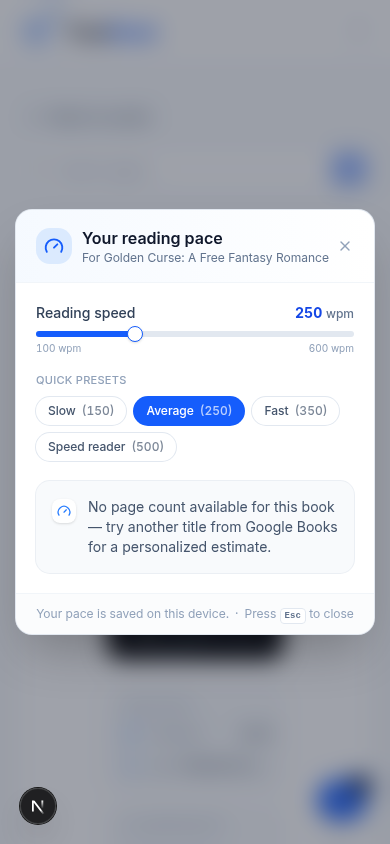 Your reading pace
For Golden Curse: A Free Fantasy Romance
Reading speed
250 wpm
100 wpm
600 wpm
QUICK PRESETS
Slow (150)
Average (250)
Fast (350)
Speed reader (500)
No page count available for this book
— try another title from Google Books
for a personalized estimate.
Your pace is saved on this device. · Press Esc to close
N